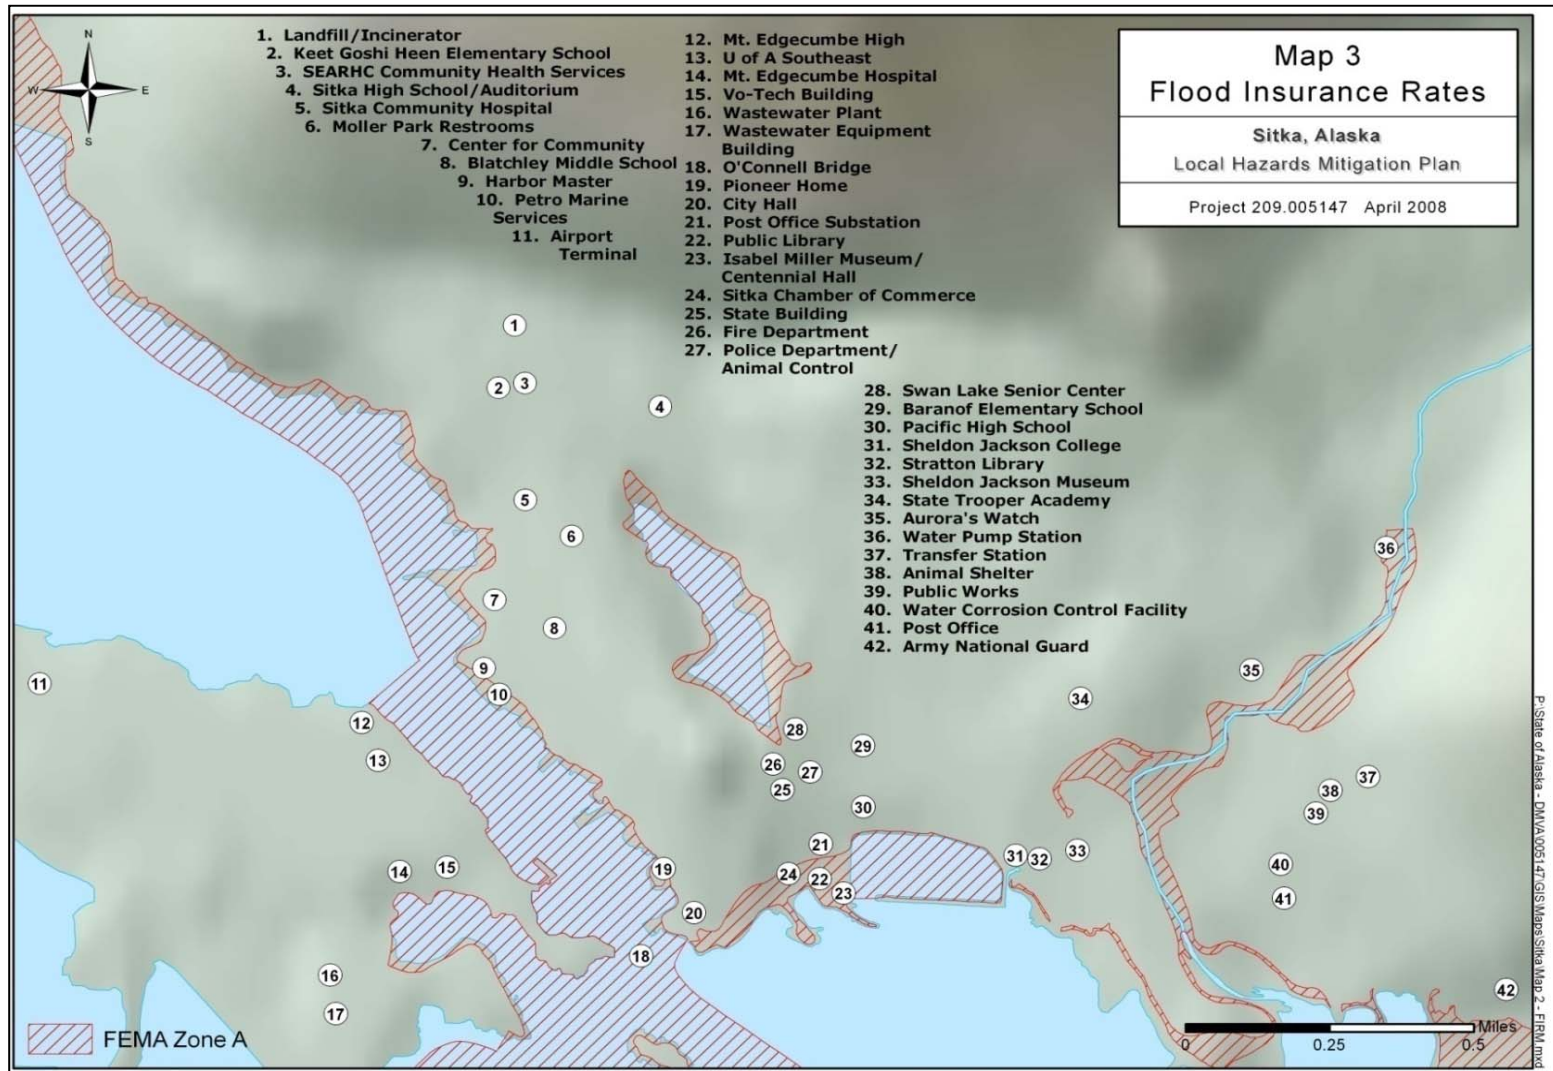 N
W
E
S
1. Landfill/Incinerator
2. Keet Goshi Heen Elementary School
3. SEARHC Community Health Services
4. Sitka High School/Auditorium
5. Sitka Community Hospital
6. Moller Park Restrooms
7. Center for Community
8. Blatchley Middle School
9. Harbor Master
10. Petro Marine
Services
11. Airport
Terminal
12. Mt. Edgecumbe High
13. U of A Southeast
14. Mt. Edgecumbe Hospital
15. Vo-Tech Building
16. Wastewater Plant
17. Wastewater Equipment
Building
18. O'Connell Bridge
19. Pioneer Home
20. City Hall
21. Post Office Substation
22. Public Library
23. Isabel Miller Museum/
Centennial Hall
24. Sitka Chamber of Commerce
25. State Building
26. Fire Department
27. Police Department/
Animal Control
28. Swan Lake Senior Center
29. Baranof Elementary School
30. Pacific High School
31. Sheldon Jackson College
32. Stratton Library
33. Sheldon Jackson Museum
34. State Trooper Academy
35. Aurora's Watch
36. Water Pump Station
37. Transfer Station
38. Animal Shelter
39. Public Works
40. Water Corrosion Control Facility
41. Post Office
42. Army National Guard
Map 3
Flood Insurance Rates
Sitka, Alaska
Local Hazards Mitigation Plan
Project 209.005147 April 2008
1
2
3
4
5
6
7
8
9
10
11
12
13
14
15
16
17
18
19
20
21
22
23
24
25
26
27
28
29
30
31
32
33
34
35
36
37
38
39
40
41
42
FEMA Zone A
Miles
0 0.25 0.5
P:\State of Alaska - DMVA\005147\GIS\Maps\Sitka\Map 2 - FIRM.mxd